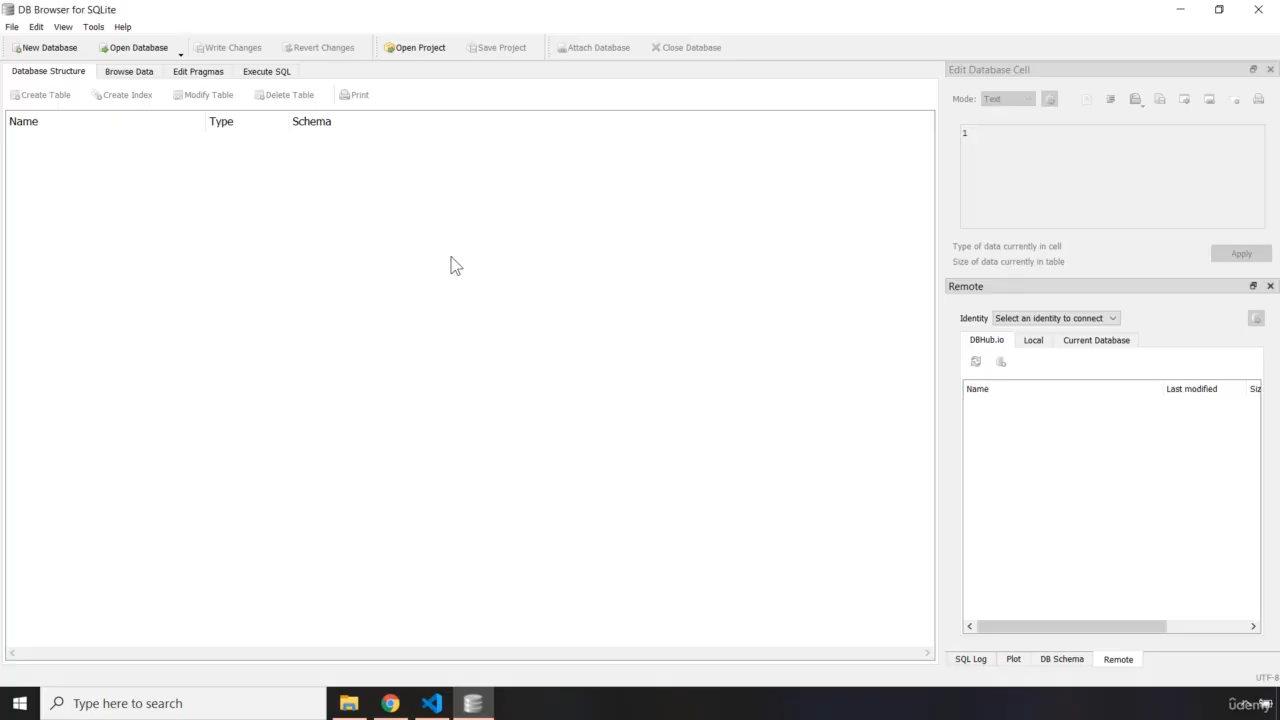 DB Browser for SQLite
File Edit View Tools Help
New Database Open Database Write Changes Revert Changes Open Project Save Project Attach Database Close Database
Database Structure Browse Data Edit Pragmas Execute SQL
Create Table Create Index Modify Table Delete Table Print
Name Type Schema
Edit Database Cell
Mode: Text
1
Type of data currently in cell
Size of data currently in table
Apply
Remote
Identity Select an identity to connect
DBHub.io Local Current Database
Name Last modified Siz
SQL Log Plot DB Schema Remote
UTF-8
Type here to search
udemy